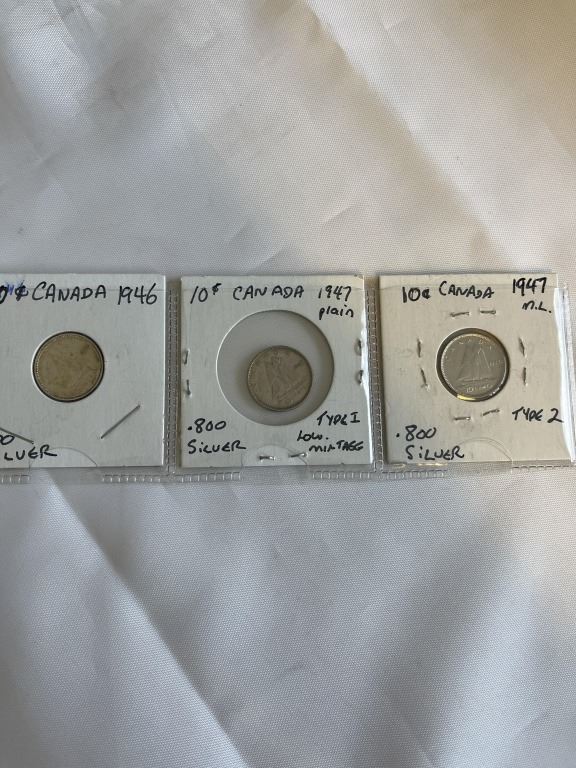 ¢ CANADA 1946
SILVER
10¢ CANADA 1947
plain
.800
SILVER
TYPE I
LOW
MINTAGE
10¢ CANADA 1947
M.L.
TYPE 2
.800
SILVER